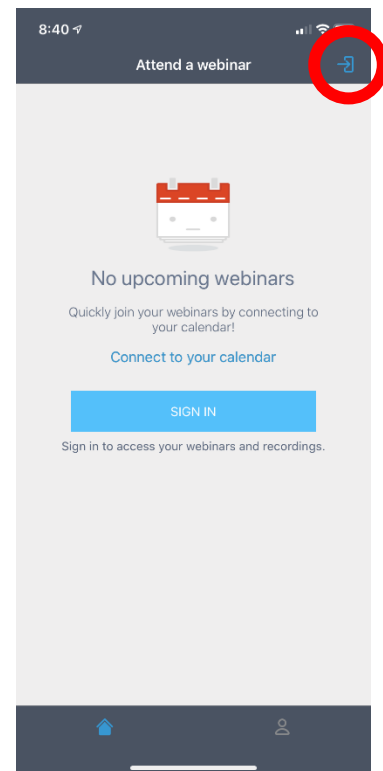 8:40
Attend a webinar
No upcoming webinars
Quickly join your webinars by connecting to
your calendar!
Connect to your calendar
SIGN IN
Sign in to access your webinars and recordings.